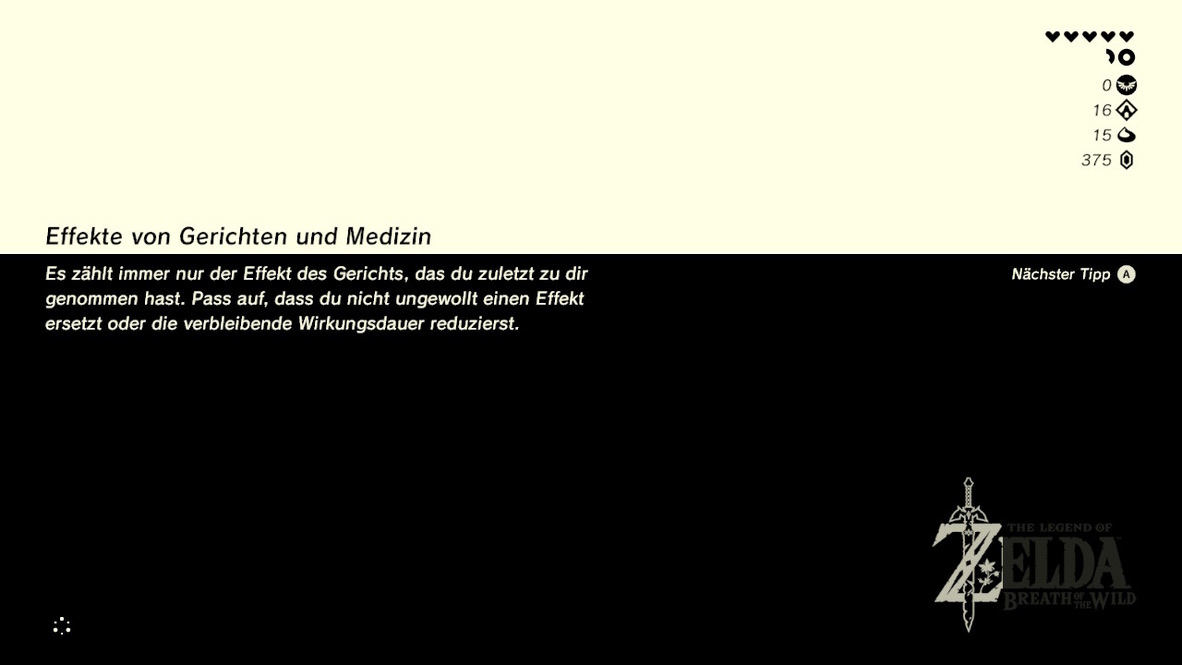 0
16
15
375
Effekte von Gerichten und Medizin
Es zählt immer nur der Effekt des Gerichts, das du zuletzt zu dir
genommen hast. Pass auf, dass du nicht ungewollt einen Effekt
ersetzt oder die verbleibende Wirkungsdauer reduzierst.
Nächster Tipp A
THE LEGEND OF
ZELDA
BREATH OF THE WILD